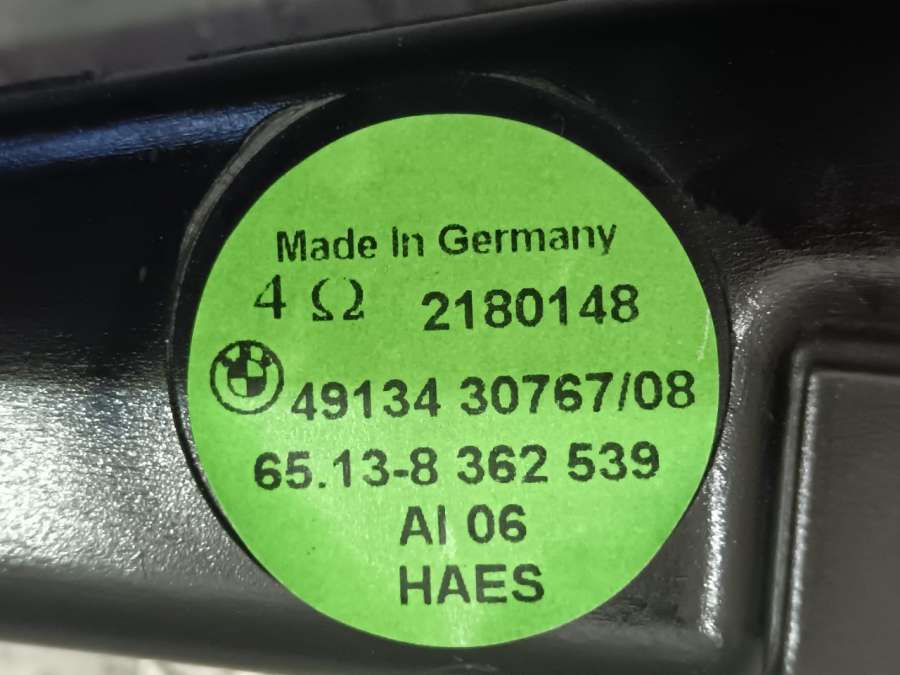 Made In Germany
4 Ω 2180148
49134 30767/08
65.13-8 362 539
AI 06
HAES